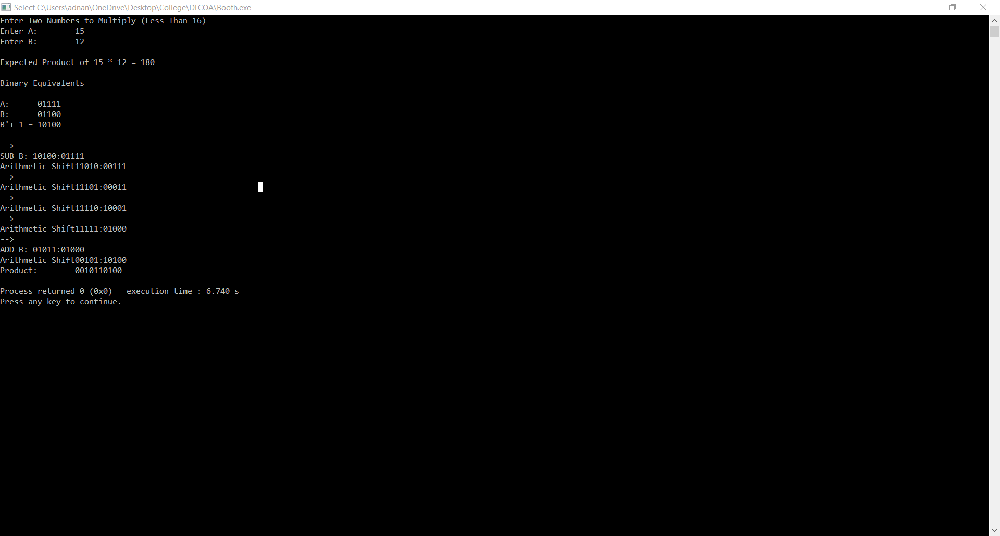 Select C:\Users\adnan\OneDrive\Desktop\College\DLCOA\Booth.exe
Enter Two Numbers to Multiply (Less Than 16)
Enter A:        15
Enter B:        12
Expected Product of 15 * 12 = 180
Binary Equivalents
A:      01111
B:      01100
B'+ 1 = 10100
-->
SUB B: 10100:01111
Arithmetic Shift11010:00111
-->
Arithmetic Shift11101:00011
-->
Arithmetic Shift11110:10001
-->
Arithmetic Shift11111:01000
-->
ADD B: 01011:01000
Arithmetic Shift00101:10100
Product:        0010110100
Process returned 0 (0x0)   execution time : 6.740 s
Press any key to continue.